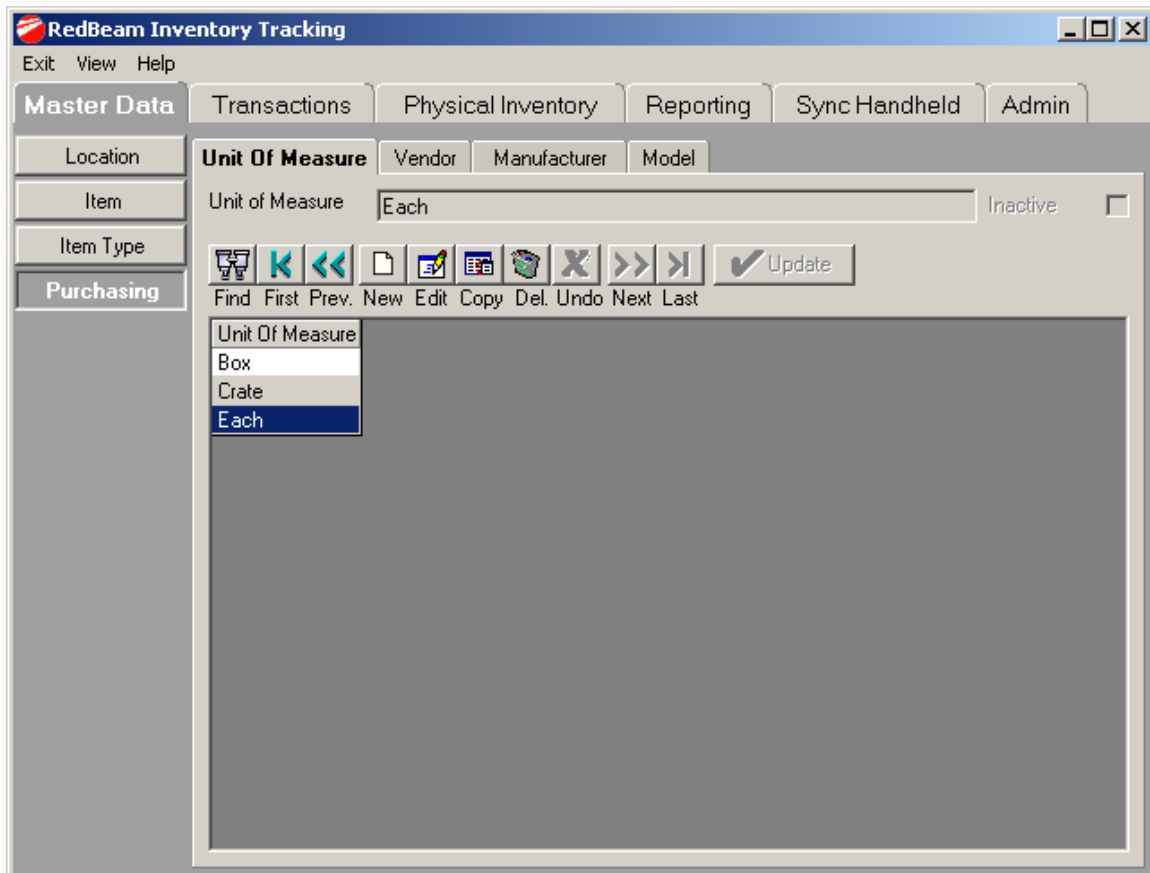 RedBeam Inventory Tracking
Exit View Help
Master Data Transactions Physical Inventory Reporting Sync Handheld Admin
Location
Item
Item Type
Purchasing
Unit Of Measure Vendor Manufacturer Model
Unit of Measure Each Inactive
Update
Find First Prev. New Edit Copy Del. Undo Next Last
Unit Of Measure
Box
Crate
Each